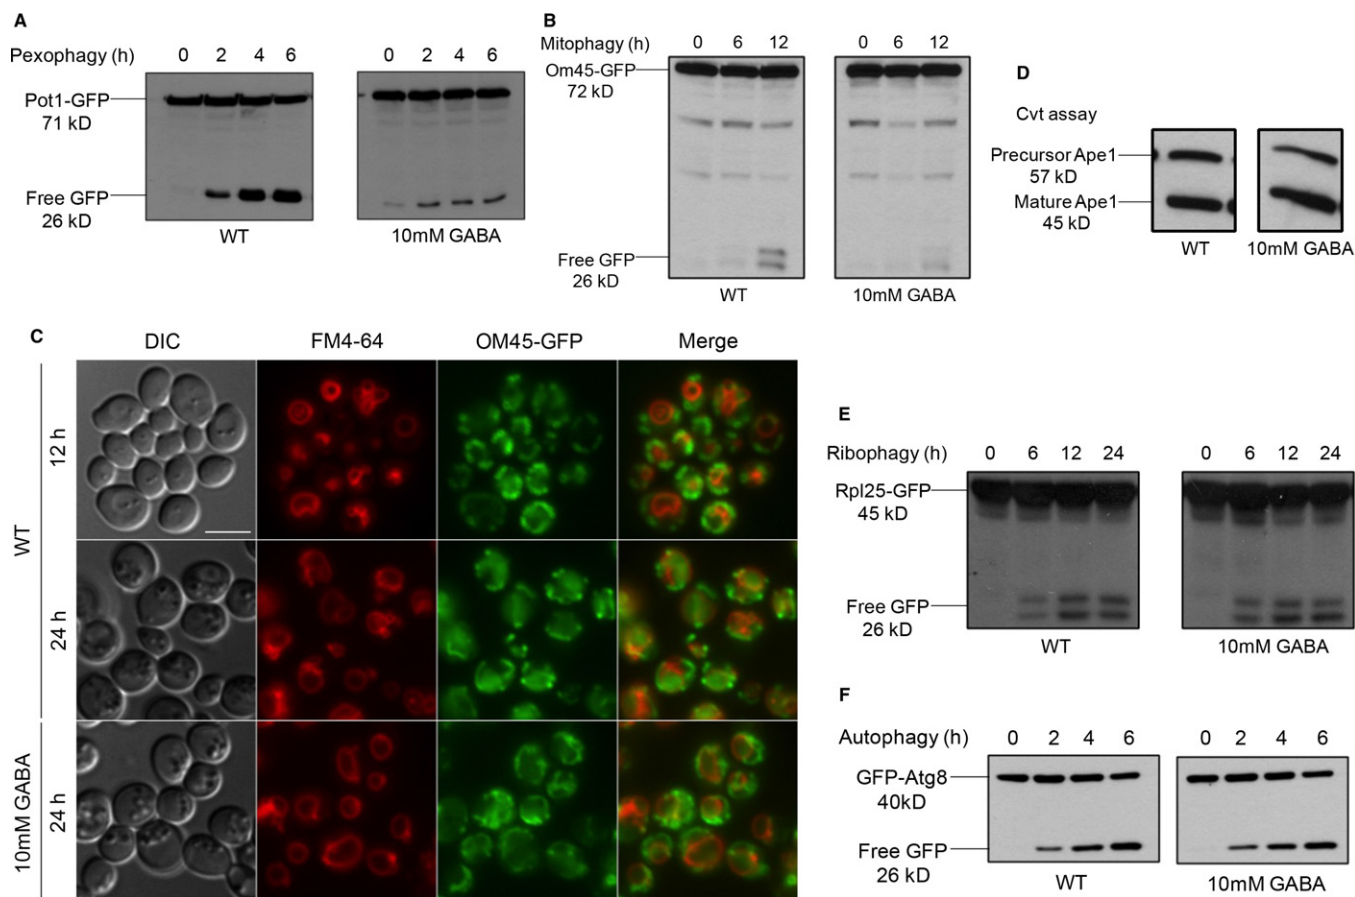 A
Pexophagy (h) 0 2 4 6 0 2 4 6
Pot1-GFP
71 kD
Free GFP
26 kD
WT 10mM GABA
B
Mitophagy (h) 0 6 12 0 6 12
Om45-GFP
72 kD
Free GFP
26 kD
WT 10mM GABA
D
Cvt assay
Precursor Ape1
57 kD
Mature Ape1
45 kD
WT 10mM GABA
C
DIC FM4-64 OM45-GFP Merge
WT
12 h
24 h
10mM GABA
24 h
E
Ribophagy (h) 0 6 12 24 0 6 12 24
Rpl25-GFP
45 kD
Free GFP
26 kD
WT 10mM GABA
F
Autophagy (h) 0 2 4 6 0 2 4 6
GFP-Atg8
40kD
Free GFP
26 kD
WT 10mM GABA